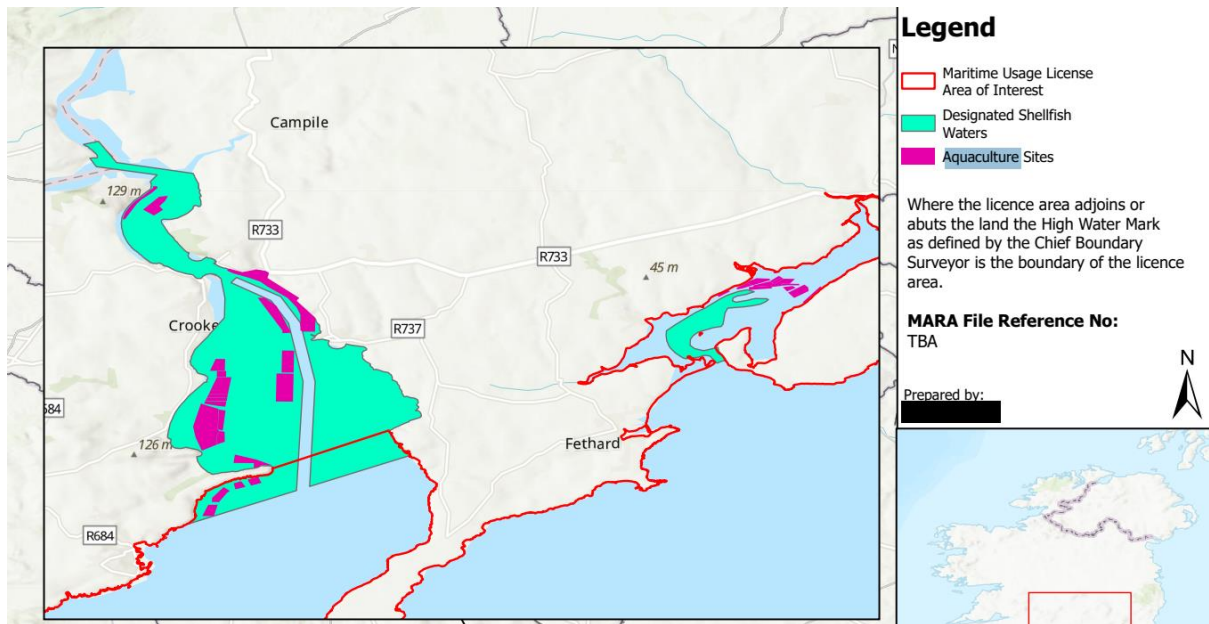 Legend
Maritime Usage License
Area of Interest
Designated Shellfish
Waters
Aquaculture Sites
Where the licence area adjoins or
abuts the land the High Water Mark
as defined by the Chief Boundary
Surveyor is the boundary of the licence
area.
MARA File Reference No:
TBA
Prepared by:
N
Campile
129 m
R733
R733
45 m
Crooke
R737
684
126 m
Fethard
R684
N